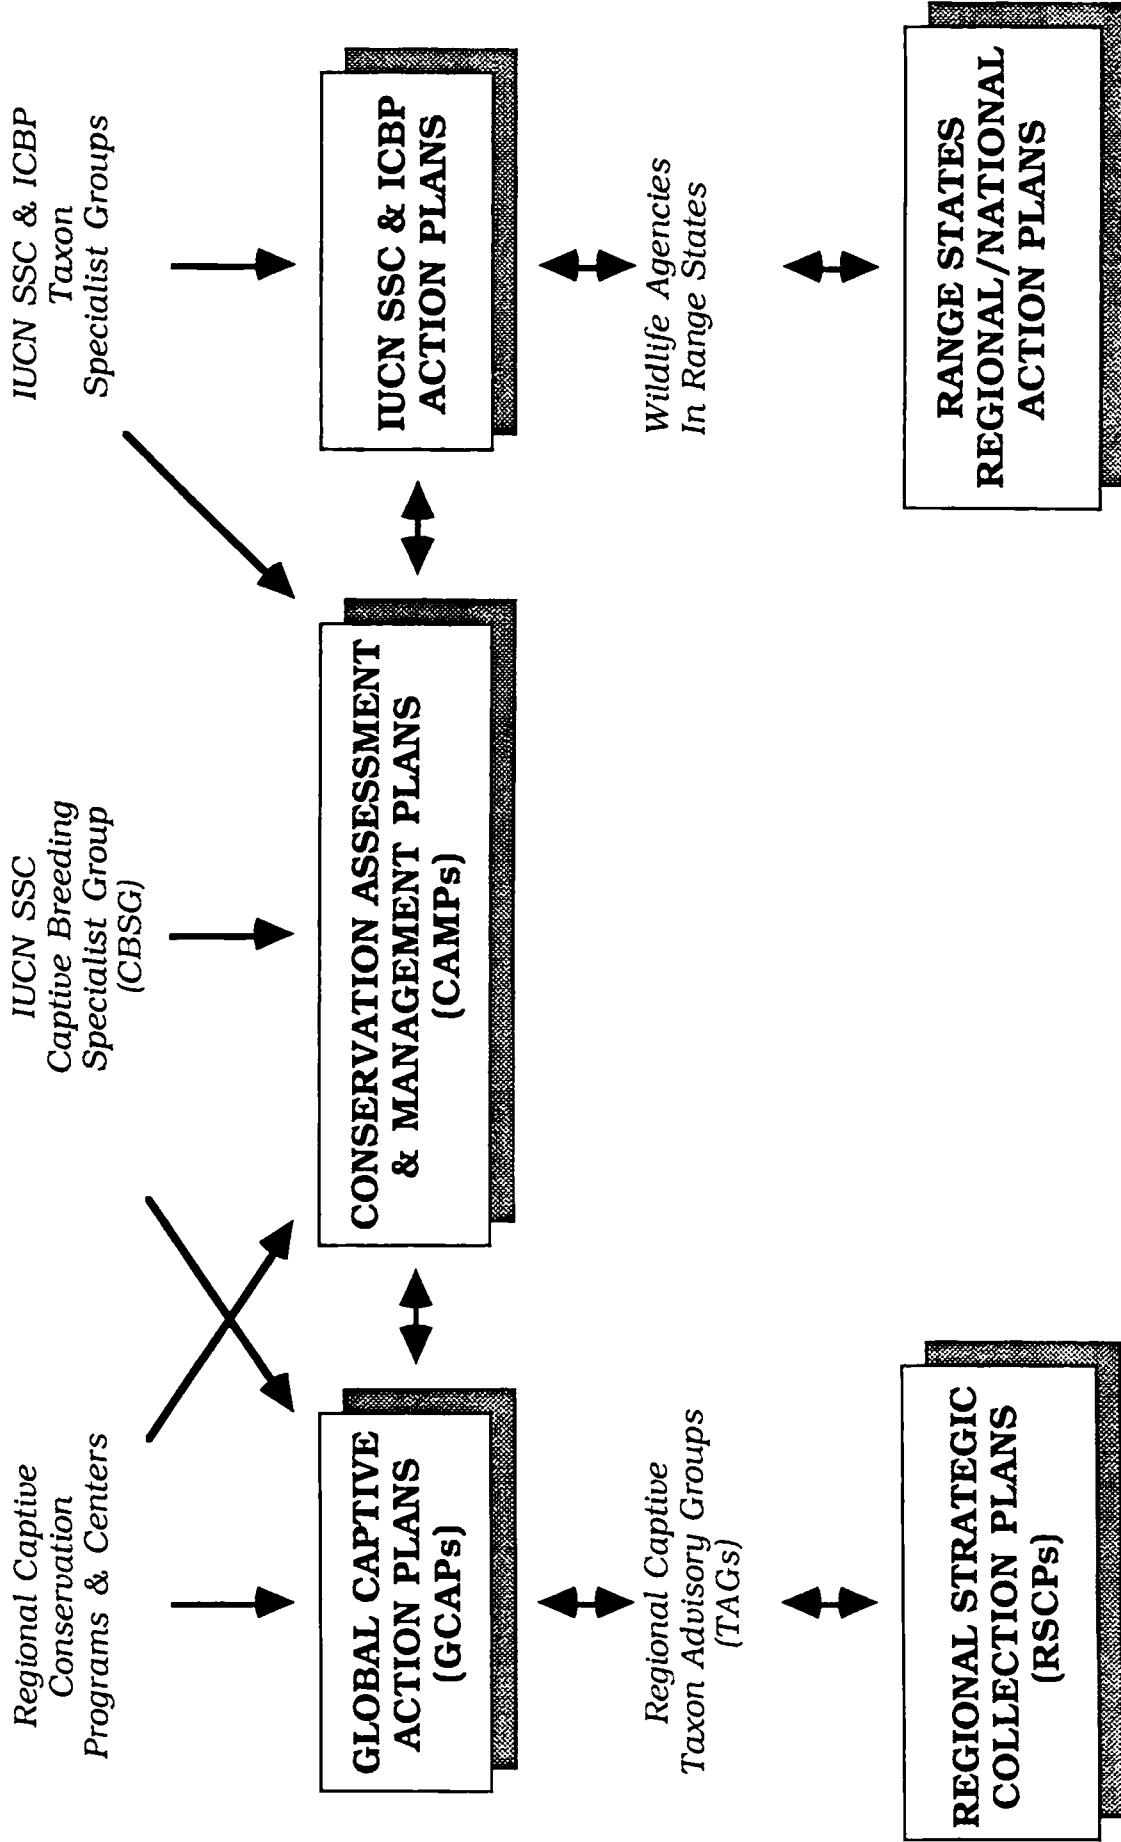 Regional Captive
Conservation
Programs & Centers
IUCN SSC
Captive Breeding
Specialist Group
(CBSG)
IUCN SSC & ICBP
Taxon
Specialist Groups
GLOBAL CAPTIVE
ACTION PLANS
(GCAPs)
CONSERVATION ASSESSMENT
& MANAGEMENT PLANS
(CAMPs)
IUCN SSC & ICBP
ACTION PLANS
Regional Captive
Taxon Advisory Groups
(TAGs)
Wildlife Agencies
In Range States
REGIONAL STRATEGIC
COLLECTION PLANS
(RSCPs)
RANGE STATES
REGIONAL/NATIONAL
ACTION PLANS